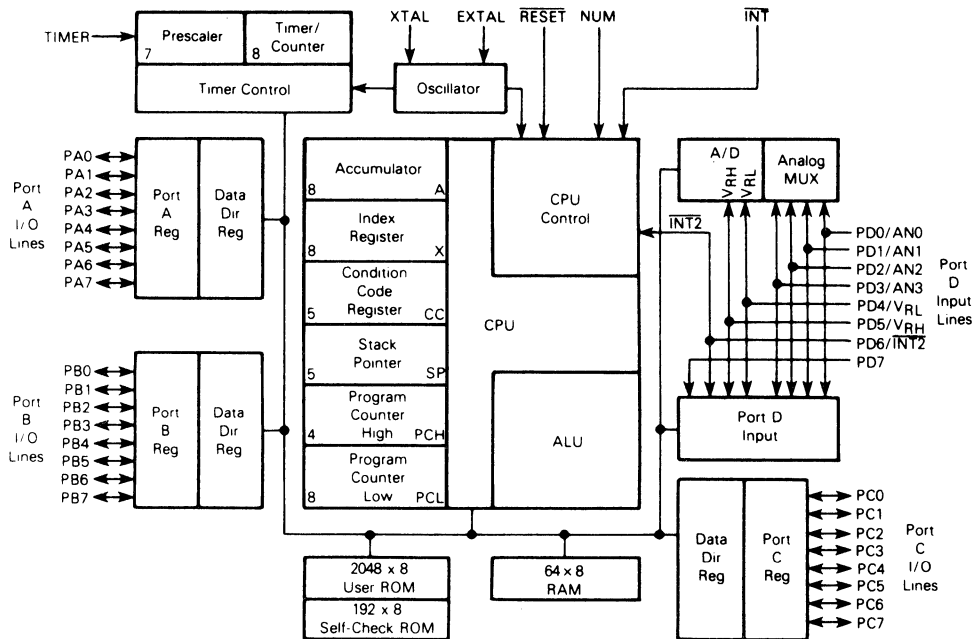 XTAL EXTAL RESET NUM INT
TIMER
Prescaler
7
Timer/
Counter
8
Timer Control
Oscillator
Port
A
I/O
Lines
PA0
PA1
PA2
PA3
PA4
PA5
PA6
PA7
Port
A
Reg
Data
Dir
Reg
Accumulator
8 A
Index
Register
8 X
Condition
Code
Register
5 CC
Stack
Pointer
5 SP
Program
Counter
High
4 PCH
Program
Counter
Low
8 PCL
CPU
CPU
Control
ALU
INT2
A/D
VRH
VRL
Analog
MUX
PD0/AN0
PD1/AN1
PD2/AN2
PD3/AN3
PD4/VRL
PD5/VRH
PD6/INT2
PD7
Port
D
Input
Lines
Port D
Input
Port
B
I/O
Lines
PB0
PB1
PB2
PB3
PB4
PB5
PB6
PB7
Port
B
Reg
Data
Dir
Reg
2048 x 8
User ROM
192 x 8
Self-Check ROM
64 x 8
RAM
Data
Dir
Reg
Port
C
Reg
PC0
PC1
PC2
PC3
PC4
PC5
PC6
PC7
Port
C
I/O
Lines